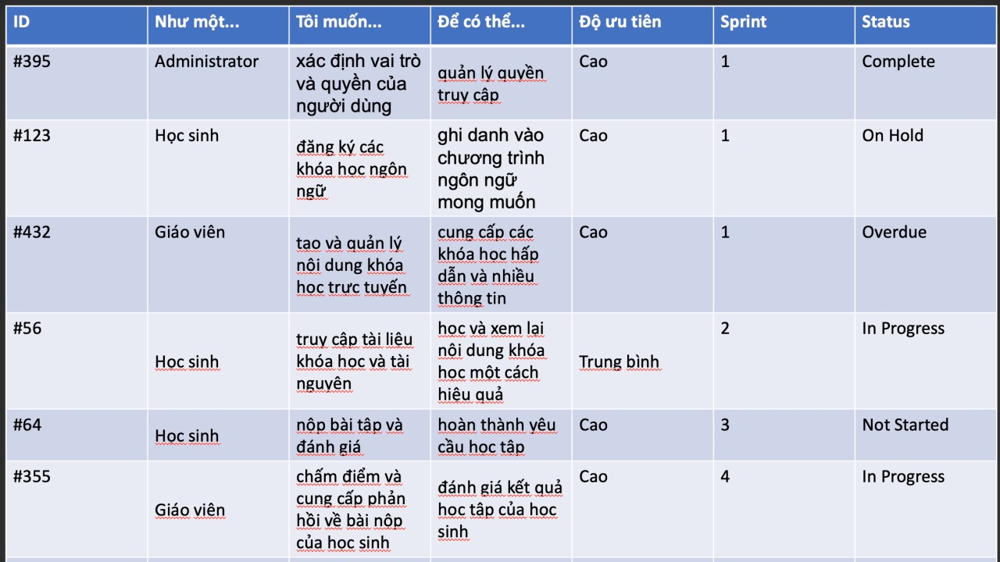 ID
Như một...
Tôi muốn...
Để có thể...
Độ ưu tiên
Sprint
Status
#395
Administrator
xác định vai trò
và quyền của
người dùng
quản lý quyền
truy cập
Cao
1
Complete
#123
Học sinh
đăng ký các
khóa học ngôn
ngữ
ghi danh vào
chương trình
ngôn ngữ
mong muốn
Cao
1
On Hold
#432
Giáo viên
tạo và quản lý
nội dung khóa
học trực tuyến
cung cấp các
khóa học hấp
dẫn và nhiều
thông tin
Cao
1
Overdue
#56
Học sinh
truy cập tài liệu
khóa học và tài
nguyên
học và xem lại
nội dung khóa
học một cách
hiệu quả
Trung bình
2
In Progress
#64
Học sinh
nộp bài tập và
đánh giá
hoàn thành yêu
cầu học tập
Cao
3
Not Started
#355
Giáo viên
chấm điểm và
cung cấp phản
hồi về bài nộp
của học sinh
đánh giá kết quả
học tập của học
sinh
Cao
4
In Progress